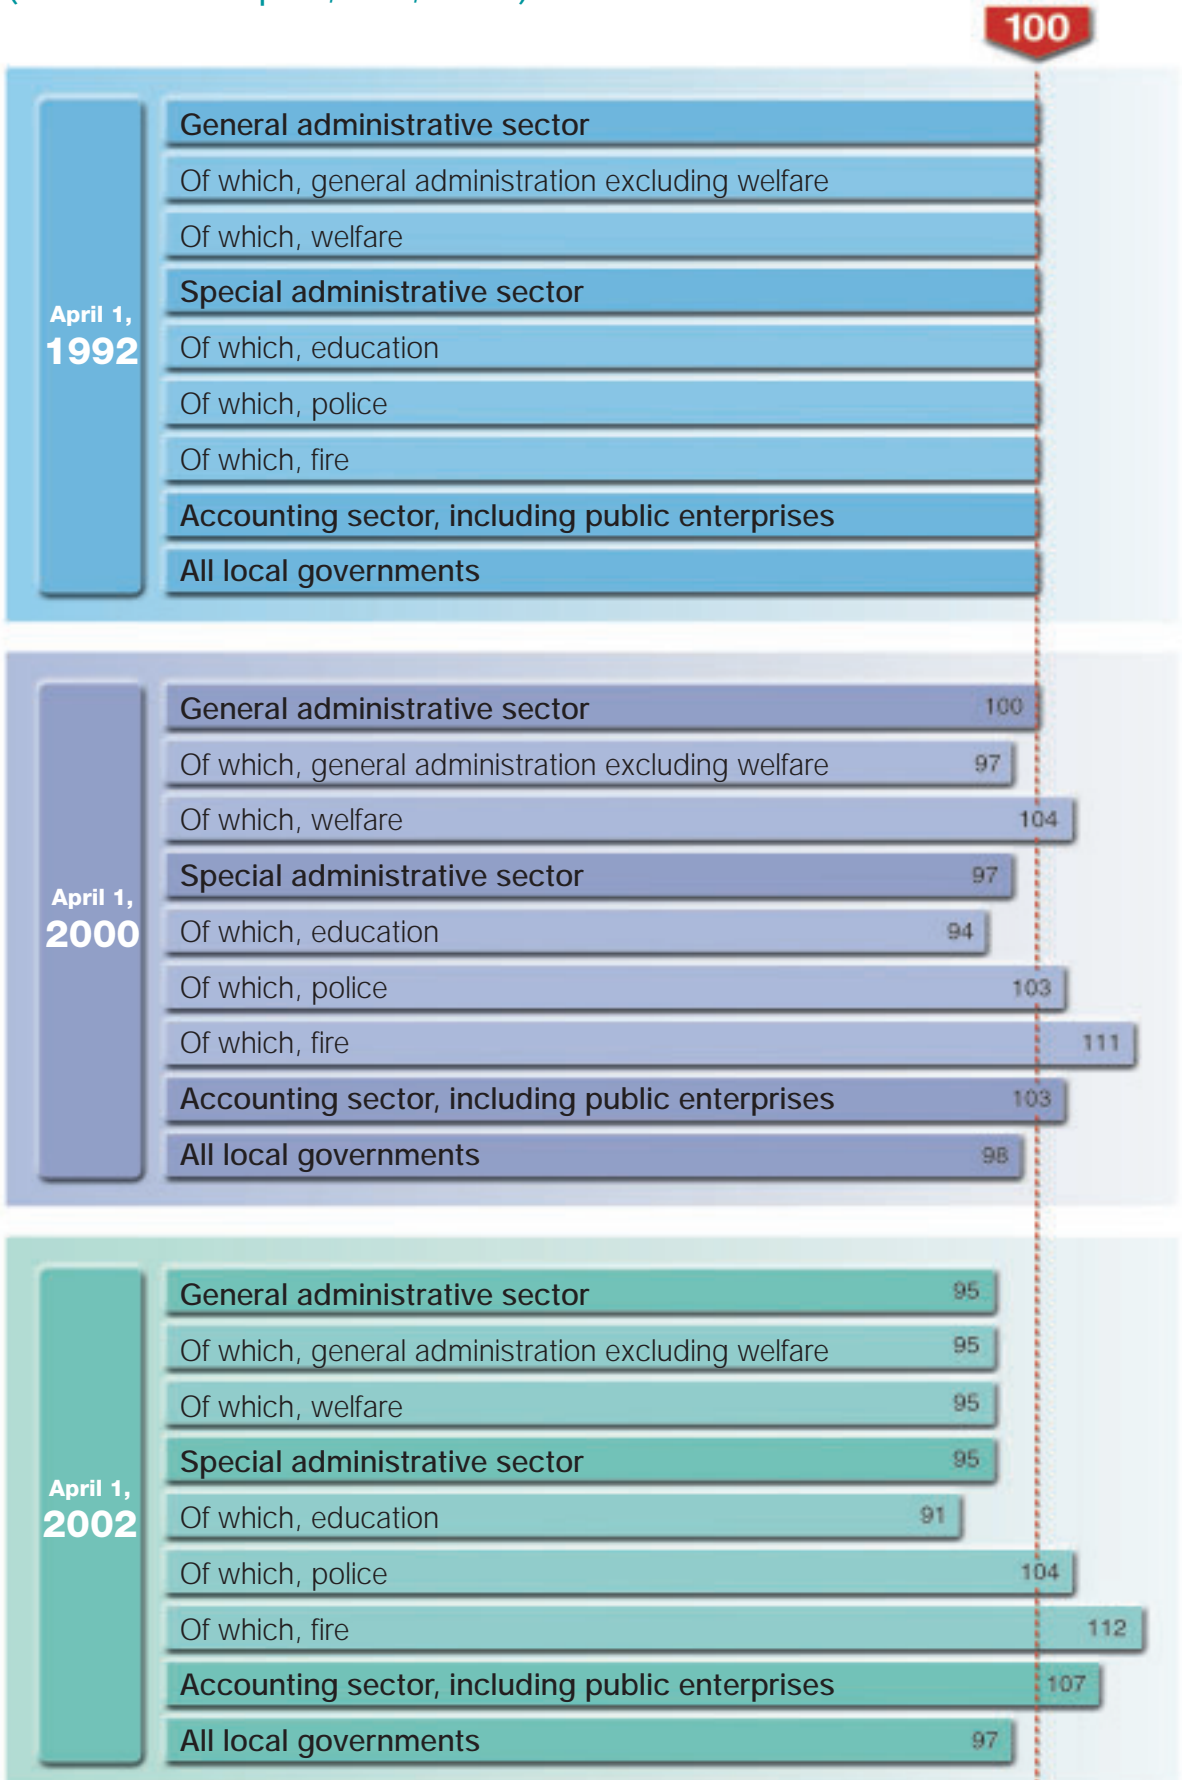 100
April 1,
1992
General administrative sector
Of which, general administration excluding welfare
Of which, welfare
Special administrative sector
Of which, education
Of which, police
Of which, fire
Accounting sector, including public enterprises
All local governments
April 1,
2000
General administrative sector 100
Of which, general administration excluding welfare 97
Of which, welfare 104
Special administrative sector 97
Of which, education 94
Of which, police 103
Of which, fire 111
Accounting sector, including public enterprises 103
All local governments 98
April 1,
2002
General administrative sector 95
Of which, general administration excluding welfare 95
Of which, welfare 95
Special administrative sector 95
Of which, education 91
Of which, police 104
Of which, fire 112
Accounting sector, including public enterprises 107
All local governments 97